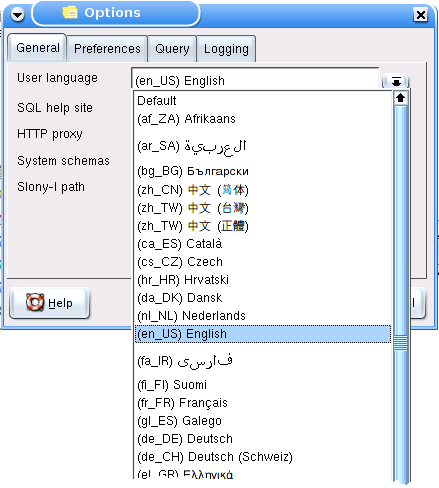 Options
General Preferences Query Logging
User language (en_US) English
SQL help site
HTTP proxy
System schemas
Slony-I path
Default
(af_ZA) Afrikaans
(ar_SA) العربية
(bg_BG) Български
(zh_CN) 中文 (简体)
(zh_TW) 中文 (台灣)
(zh_TW) 中文 (正體)
(ca_ES) Català
(cs_CZ) Czech
(hr_HR) Hrvatski
(da_DK) Dansk
(nl_NL) Nederlands
(en_US) English
(fa_IR) فارسی
(fi_FI) Suomi
(fr_FR) Français
(gl_ES) Galego
(de_DE) Deutsch
(de_CH) Deutsch (Schweiz)
(el_GR) Ελληνικά
Help